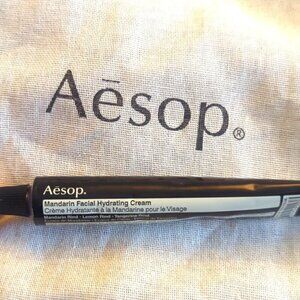 Aēsop®
Aēsop.
Mandarin Facial Hydrating Cream
Crème Hydratante à la Mandarine pour le Visage
Mandarin Rind · Lemon Rind · Tangerine